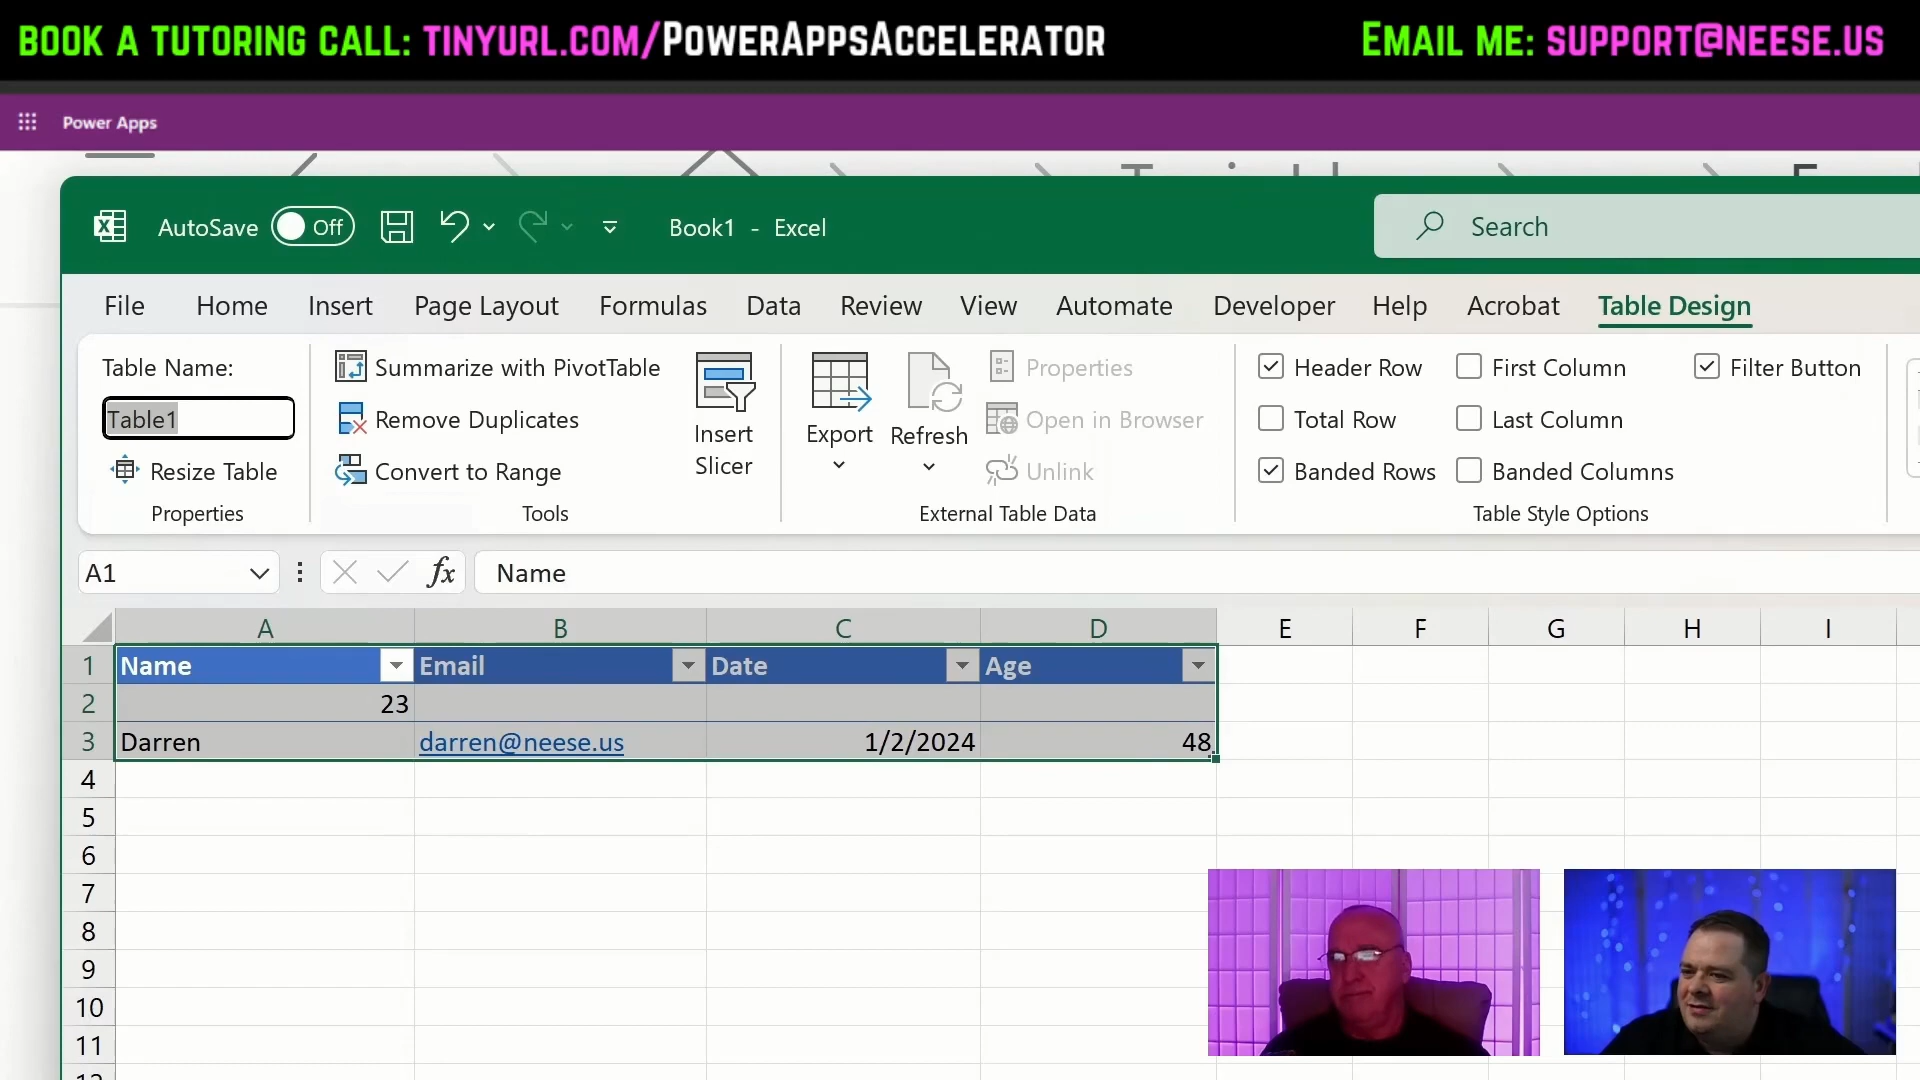 BOOK A TUTORING CALL: TINYURL.COM/POWERAPPSACCELERATOR
EMAIL ME: SUPPORT@NEESE.US
Power Apps
AutoSave Off Book1 - Excel Search
File Home Insert Page Layout Formulas Data Review View Automate Developer Help Acrobat Table Design
Table Name:
Table1
Resize Table
Properties
Summarize with PivotTable
Remove Duplicates
Convert to Range
Tools
Insert
Slicer
Export
Refresh
Properties
Open in Browser
Unlink
External Table Data
Header Row First Column Filter Button
Total Row Last Column
Banded Rows Banded Columns
Table Style Options
A1 fx Name
A B C D E F G H I
1 Name Email Date Age
2 23
3 Darren darren@neese.us 1/2/2024 48
4
5
6
7
8
9
10
11